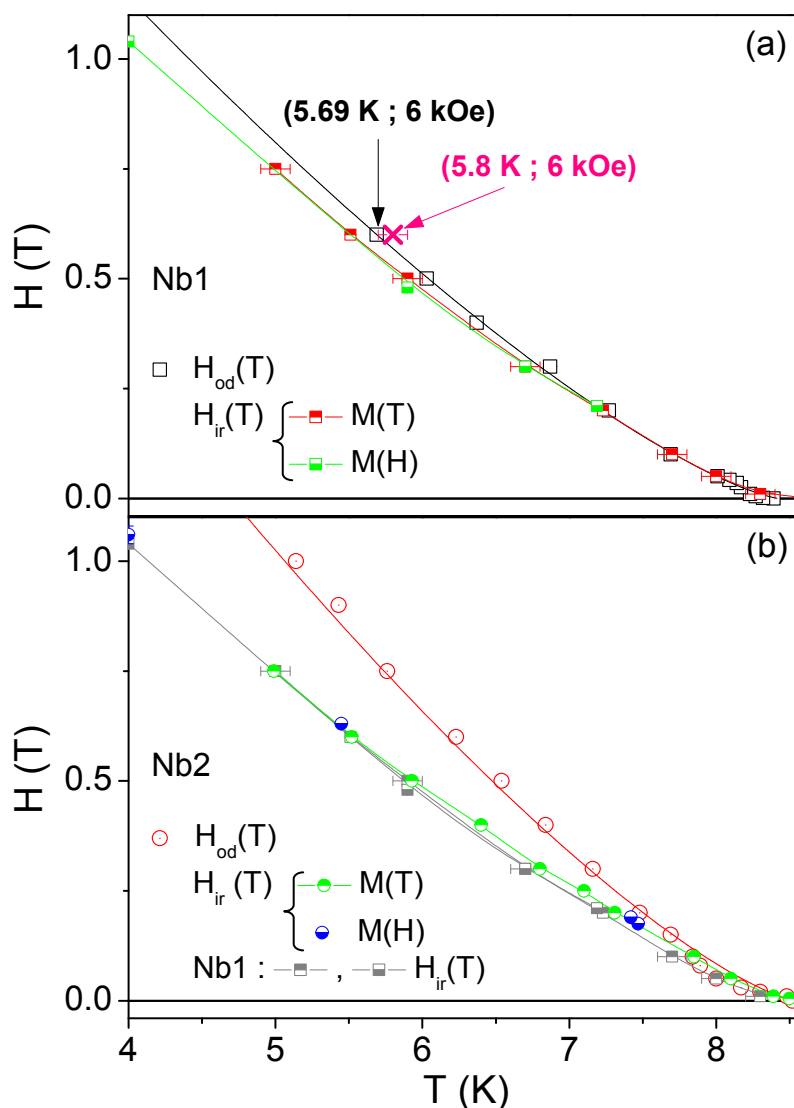 (a)
1.0
(5.69 K ; 6 kOe)
(5.8 K ; 6 kOe)
H (T)
0.5
Nb1
H_od(T)
H_ir(T) { M(T)
M(H)
0.0
(b)
1.0
H (T)
Nb2
0.5
H_od(T)
H_ir (T) { M(T)
M(H)
Nb1 : , H_ir(T)
0.0
4 5 6 7 8
T (K)